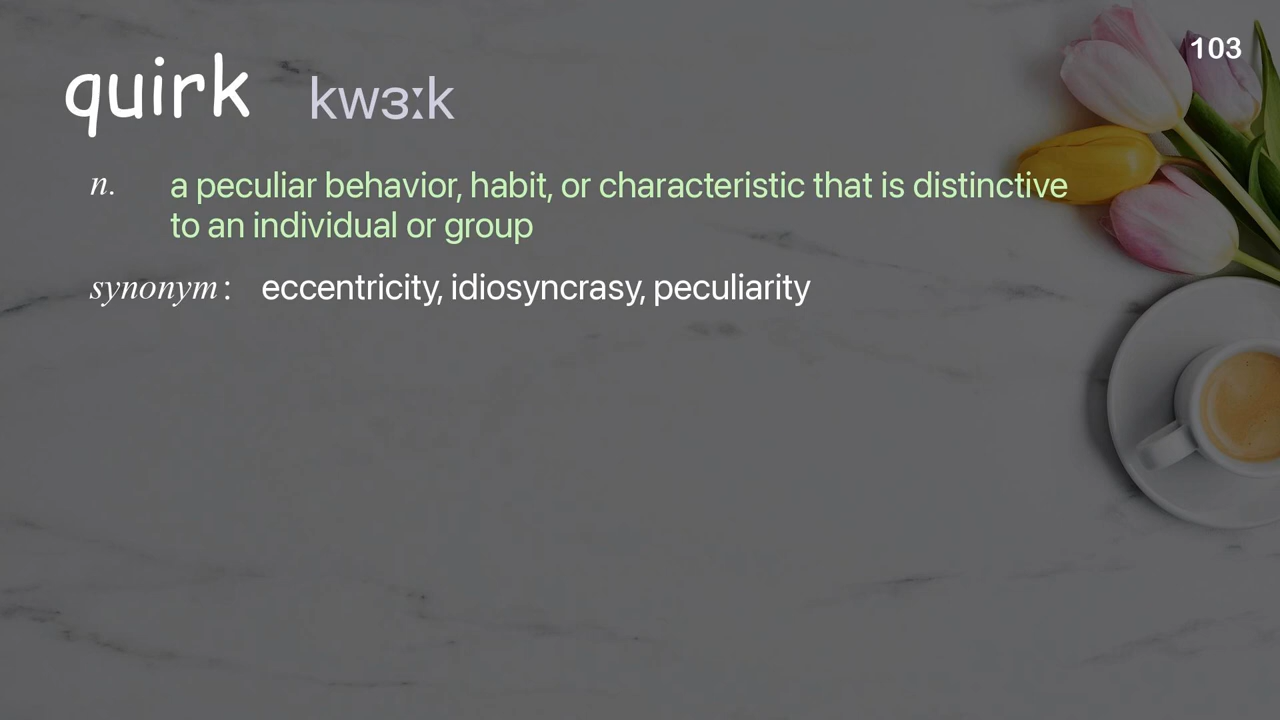 103
quirk kwɜːk
n. a peculiar behavior, habit, or characteristic that is distinctive
to an individual or group
synonym : eccentricity, idiosyncrasy, peculiarity